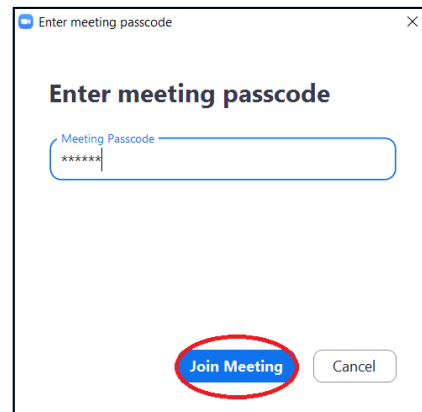 Enter meeting passcode
Enter meeting passcode
Meeting Passcode
******
Join Meeting
Cancel